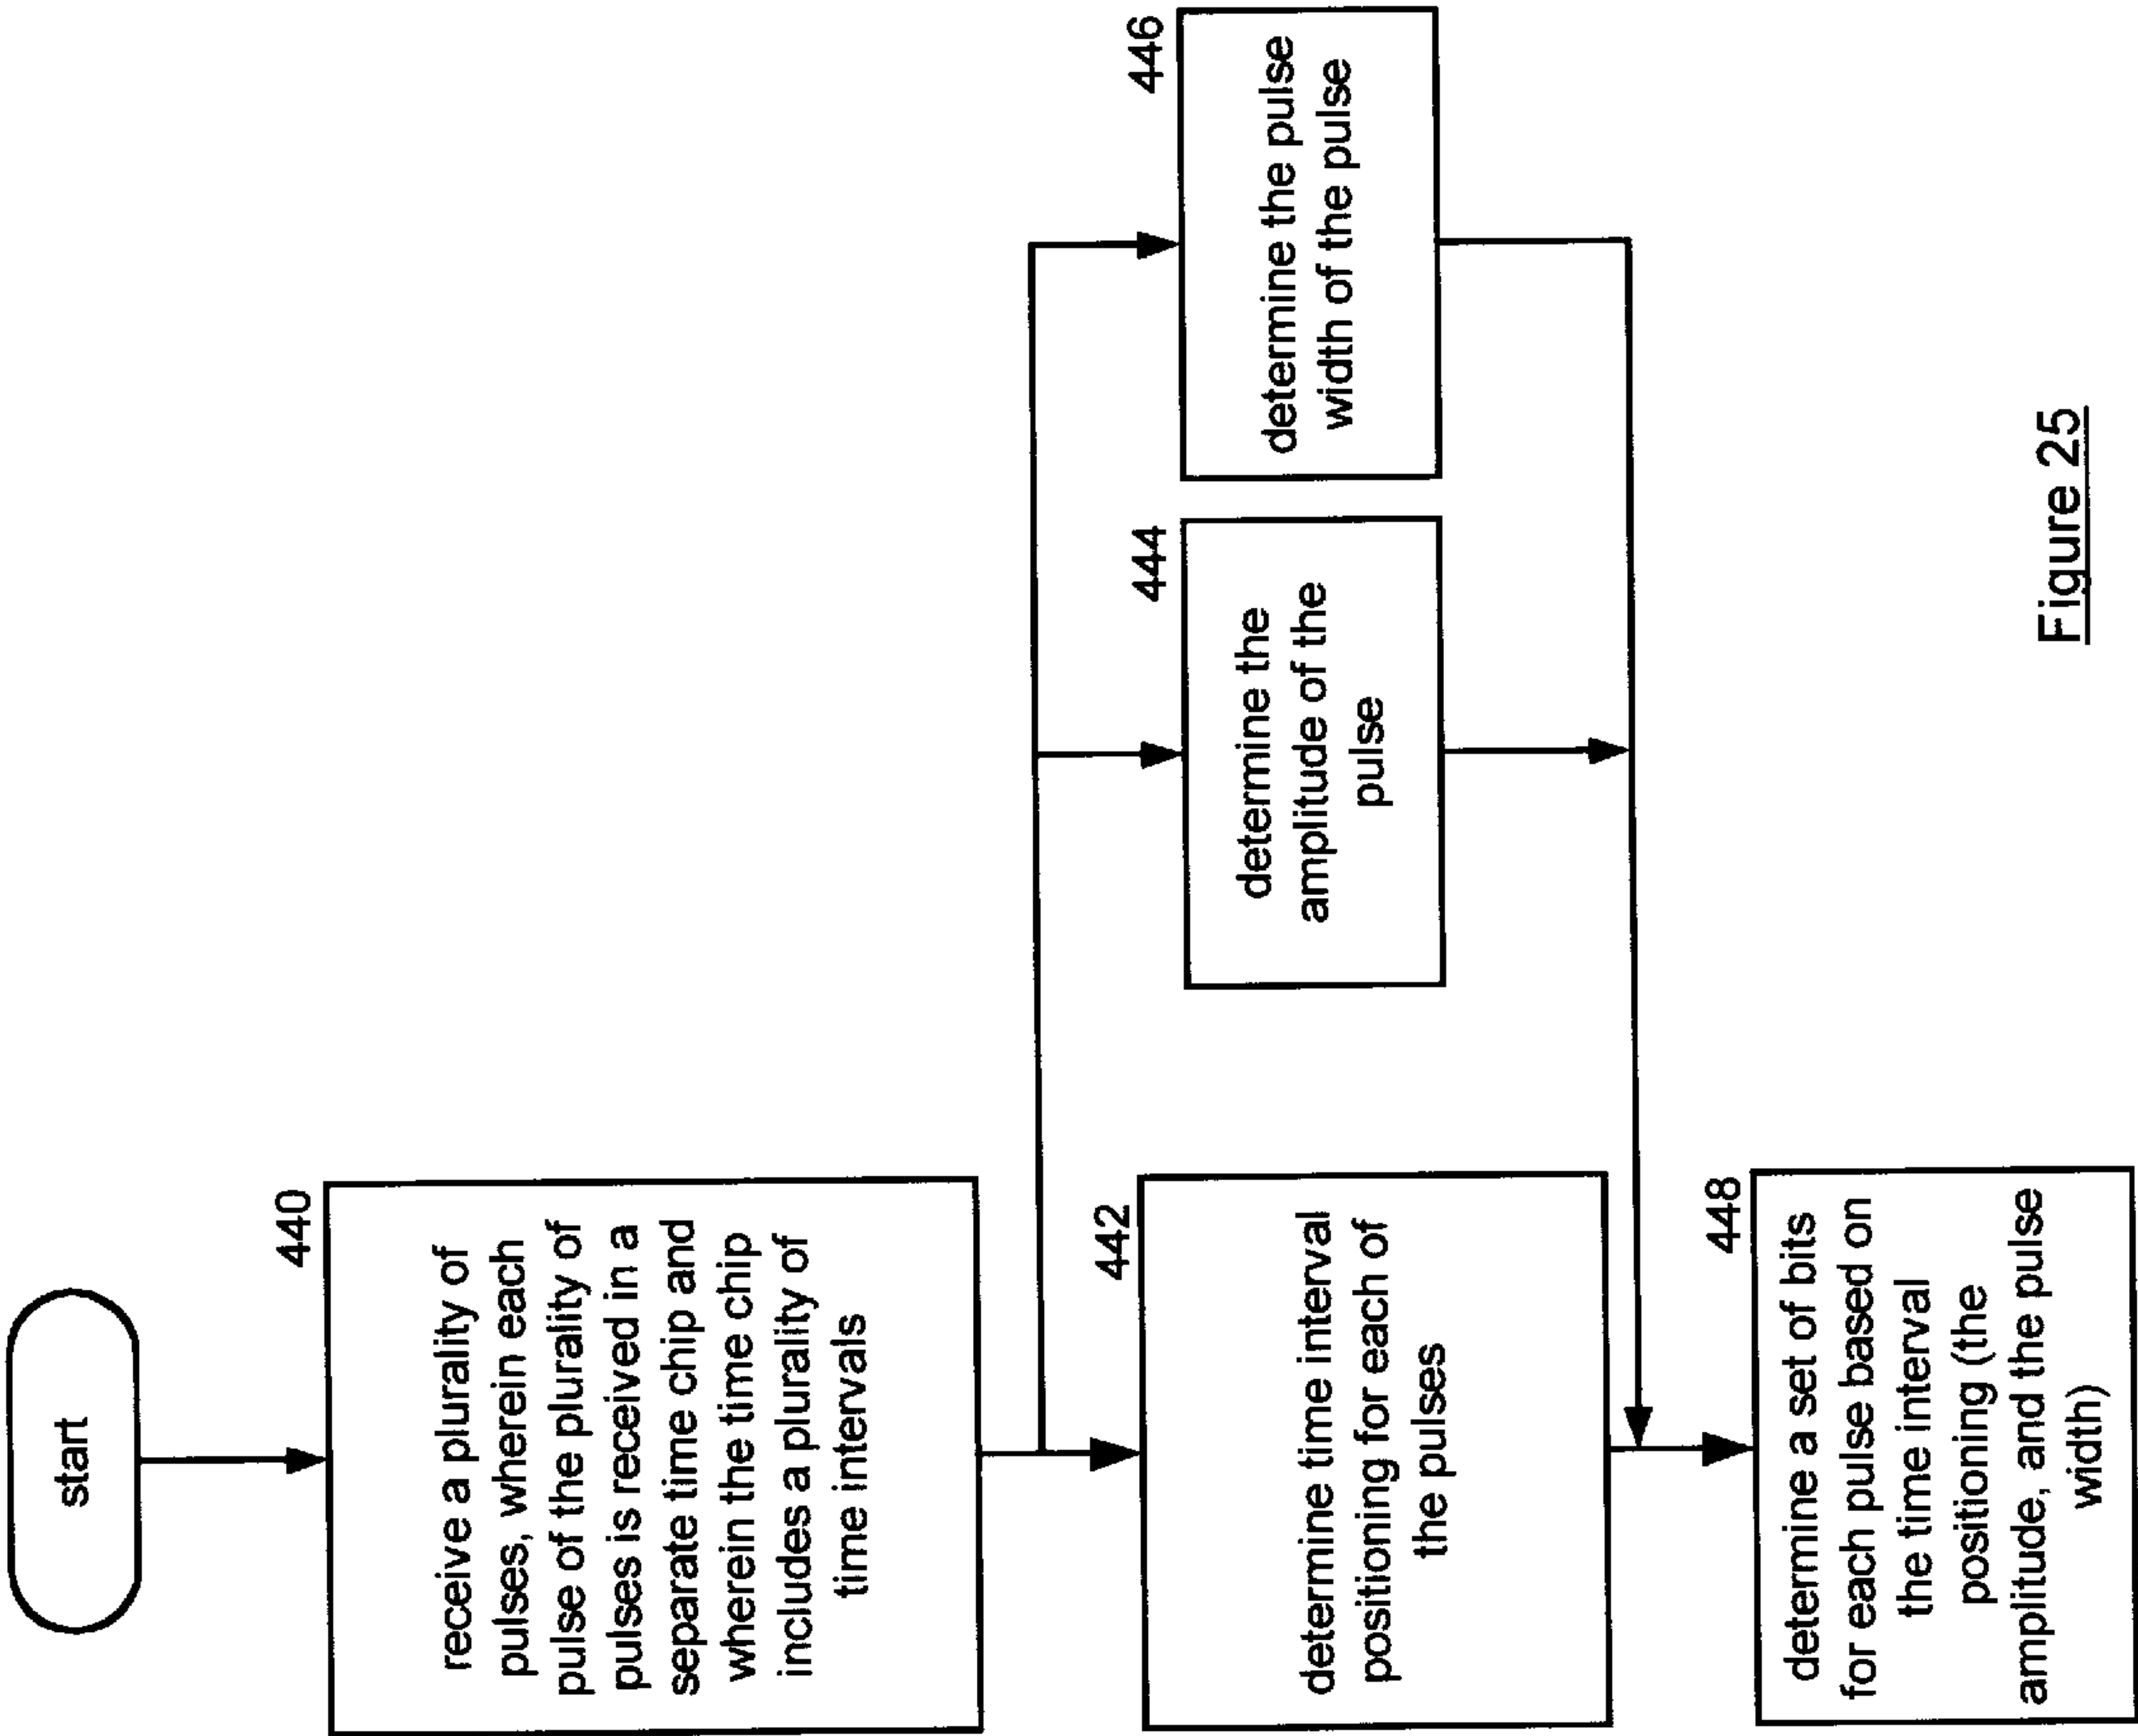 start
440
receive a plurality of
pulses, wherein each
pulse of the plurality of
pulses is received in a
separate time chip and
wherein the time chip
includes a plurality of
time intervals
442
determine time interval
positioning for each of
the pulses
444
determine the
amplitude of the
pulse
446
determine the pulse
width of the pulse
448
determine a set of bits
for each pulse based on
the time interval
positioning (the
amplitude, and the pulse
width)
Figure 25